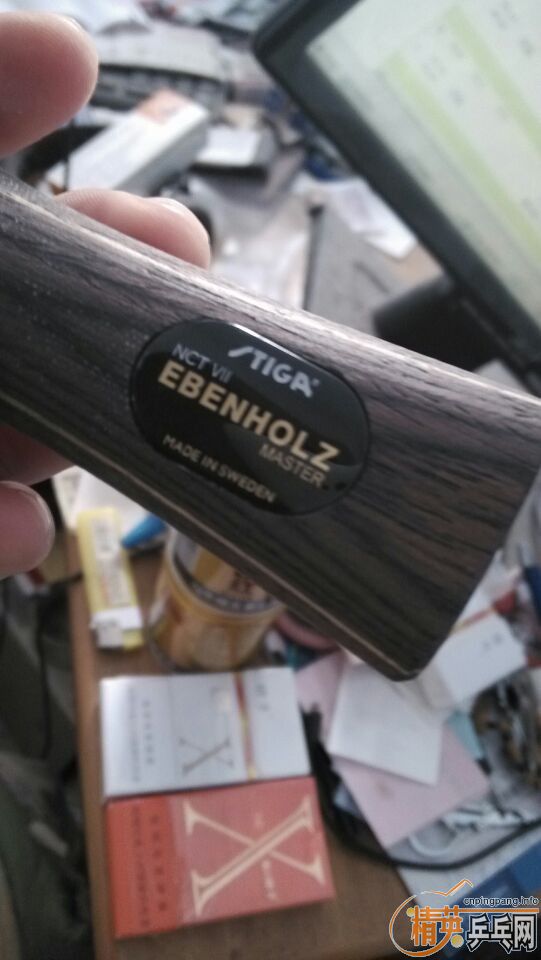 STIGA
NCT VII
EBENHOLZ
MASTER
MADE IN SWEDEN
X
X
cnpingpang.info
精英乒乓网